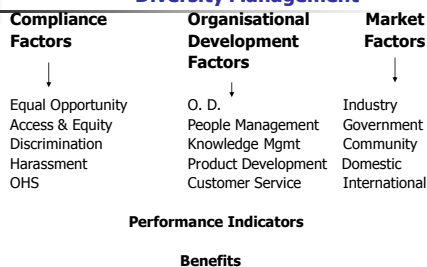 Diversity Management
Compliance Factors
Organisational Development Factors
Market Factors
Equal Opportunity
Access & Equity
Discrimination
Harassment
OHS
O. D.
People Management
Knowledge Mgmt
Product Development
Customer Service
Industry
Government
Community
Domestic
International
Performance Indicators
Benefits